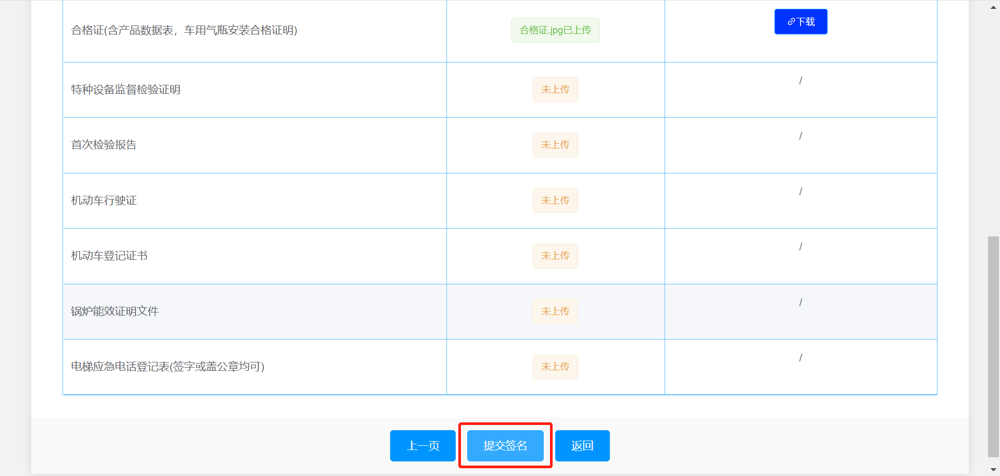 合格证(含产品数据表，车用气瓶安装合格证明)
合格证.jpg已上传
下载
特种设备监督检验证明
未上传
/
首次检验报告
未上传
/
机动车行驶证
未上传
/
机动车登记证书
未上传
/
锅炉能效证明文件
未上传
/
电梯应急电话登记表(签字或盖公章均可)
未上传
/
上一页
提交签名
返回